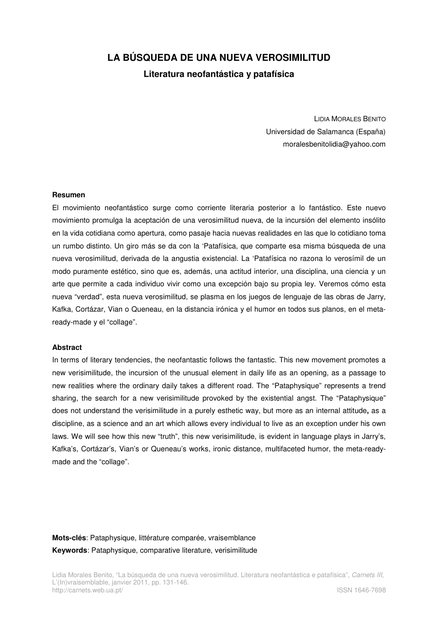 LA BÚSQUEDA DE UNA NUEVA VEROSIMILITUD
Literatura neofantástica y patafísica
LIDIA MORALES BENITO
Universidad de Salamanca (España)
moralesbenitolidia@yahoo.com
Resumen
El movimiento neofantástico surge como corriente literaria posterior a lo fantástico. Este nuevo
movimiento promulga la aceptación de una verosimilitud nueva, de la incursión del elemento insólito
en la vida cotidiana como apertura, como pasaje hacia nuevas realidades en las que lo cotidiano toma
un rumbo distinto. Un giro más se da con la ‘Patafísica, que comparte esa misma búsqueda de una
nueva verosimilitud, derivada de la angustia existencial. La ‘Patafísica no razona lo verosímil de un
modo puramente estético, sino que es, además, una actitud interior, una disciplina, una ciencia y un
arte que permite a cada individuo vivir como una excepción bajo su propia ley. Veremos cómo esta
nueva “verdad”, esta nueva verosimilitud, se plasma en los juegos de lenguaje de las obras de Jarry,
Kafka, Cortázar, Vian o Queneau, en la distancia irónica y el humor en todos sus planos, en el meta-
ready-made y el “collage”.
Abstract
In terms of literary tendencies, the neofantastic follows the fantastic. This new movement promotes a
new verisimilitude, the incursion of the unusual element in daily life as an opening, as a passage to
new realities where the ordinary daily takes a different road. The “Pataphysique” represents a trend
sharing, the search for a new verisimilitude provoked by the existential angst. The “Pataphysique”
does not understand the verisimilitude in a purely esthetic way, but more as an internal attitude, as a
discipline, as a science and an art which allows every individual to live as an exception under his own
laws. We will see how this new “truth”, this new verisimilitude, is evident in language plays in Jarry’s,
Kafka’s, Cortázar’s, Vian’s or Queneau’s works, ironic distance, multifaceted humor, the meta-ready-
made and the “collage”.
Mots-clés: Pataphysique, littérature comparée, vraisemblance
Keywords: Pataphysique, comparative literature, verisimilitude
Lidia Morales Benito, “La búsqueda de una nueva verosimilitud. Literatura neofantástica e patafísica”, Carnets III,
L’(In)vraisemblable, janvier 2011, pp. 131-146.
http://carnets.web.ua.pt/ ISSN 1646-7698